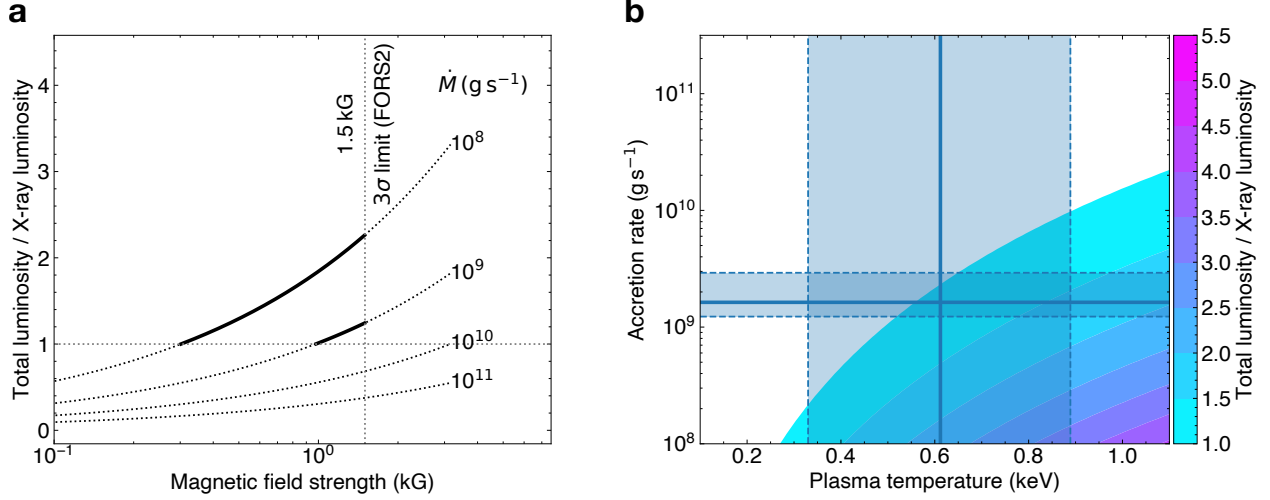 a
Total luminosity / X-ray luminosity
4
3
2
1
0
10⁻¹
10⁰
Magnetic field strength (kG)
1.5 kG
3σ limit (FORS2)
Ṁ (g s⁻¹)
10⁸
10⁹
10¹⁰
10¹¹
b
Accretion rate (g s⁻¹)
10¹¹
10¹⁰
10⁹
10⁸
0.2 0.4 0.6 0.8 1.0
Plasma temperature (keV)
5.5
5.0
4.5
4.0
3.5
3.0
2.5
2.0
1.5
1.0
Total luminosity / X-ray luminosity